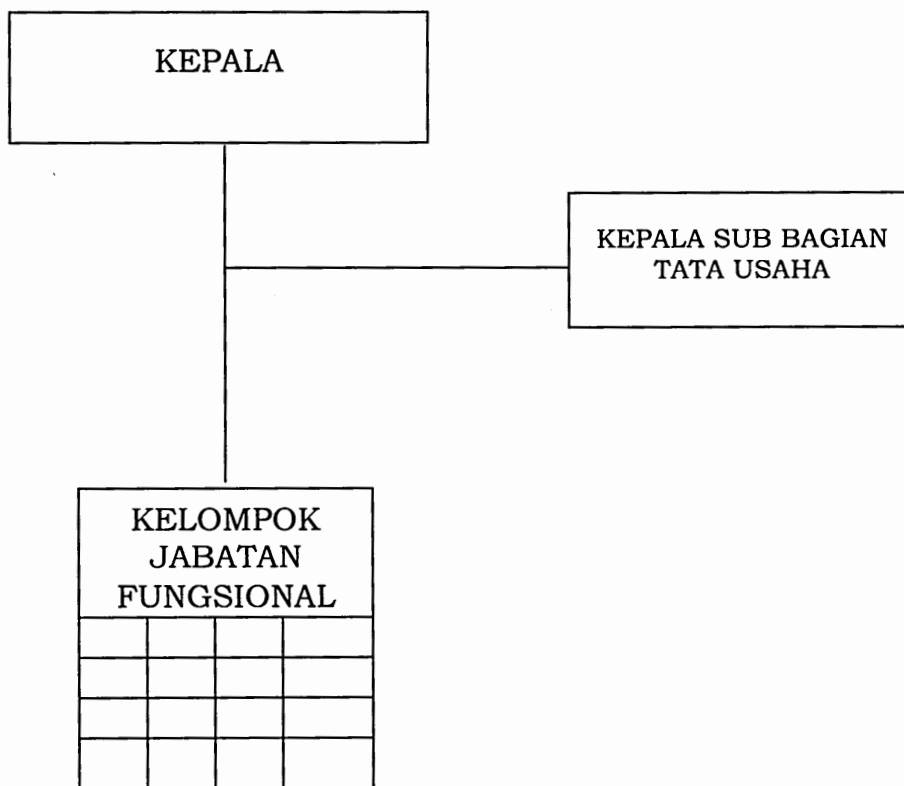 KEPALA
KEPALA SUB BAGIAN
TATA USAHA
KELOMPOK
JABATAN
FUNGSIONAL